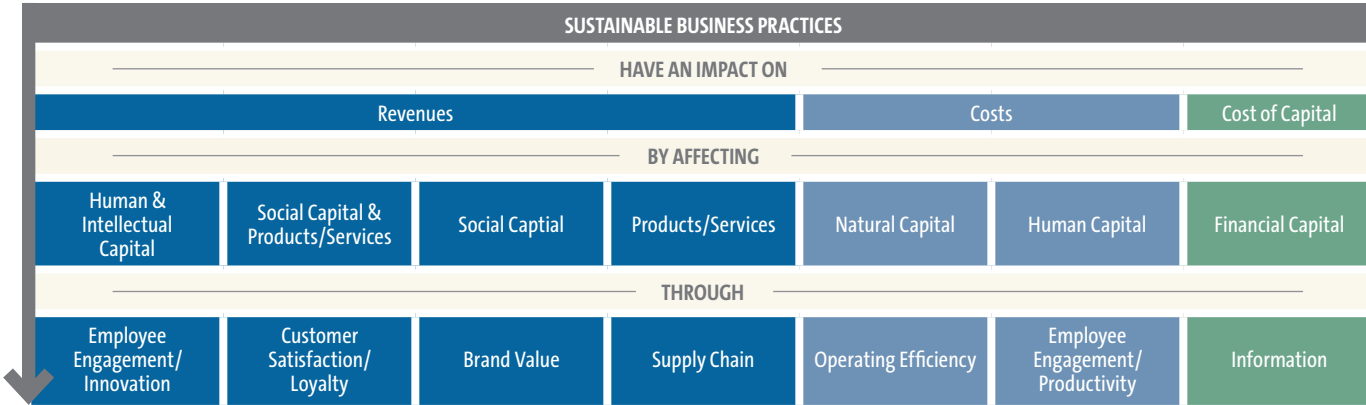 SUSTAINABLE BUSINESS PRACTICES
HAVE AN IMPACT ON
Revenues
Costs
Cost of Capital
BY AFFECTING
Human &
Intellectual
Capital
Social Capital &
Products/Services
Social Captial
Products/Services
Natural Capital
Human Capital
Financial Capital
THROUGH
Employee
Engagement/
Innovation
Customer
Satisfaction/
Loyalty
Brand Value
Supply Chain
Operating Efficiency
Employee
Engagement/
Productivity
Information